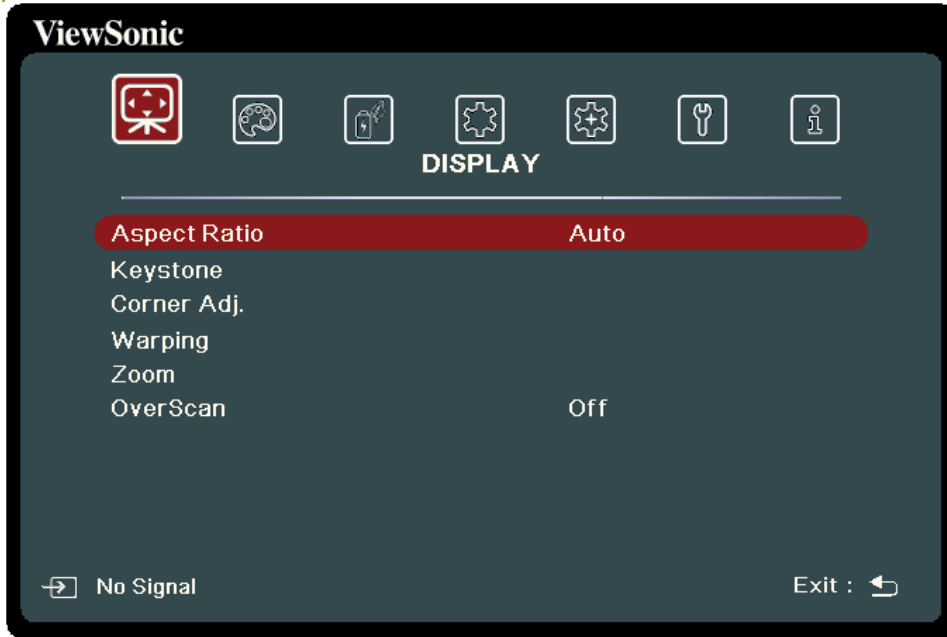 ViewSonic
DISPLAY
Aspect Ratio Auto
Keystone
Corner Adj.
Warping
Zoom
OverScan Off
No Signal
Exit :